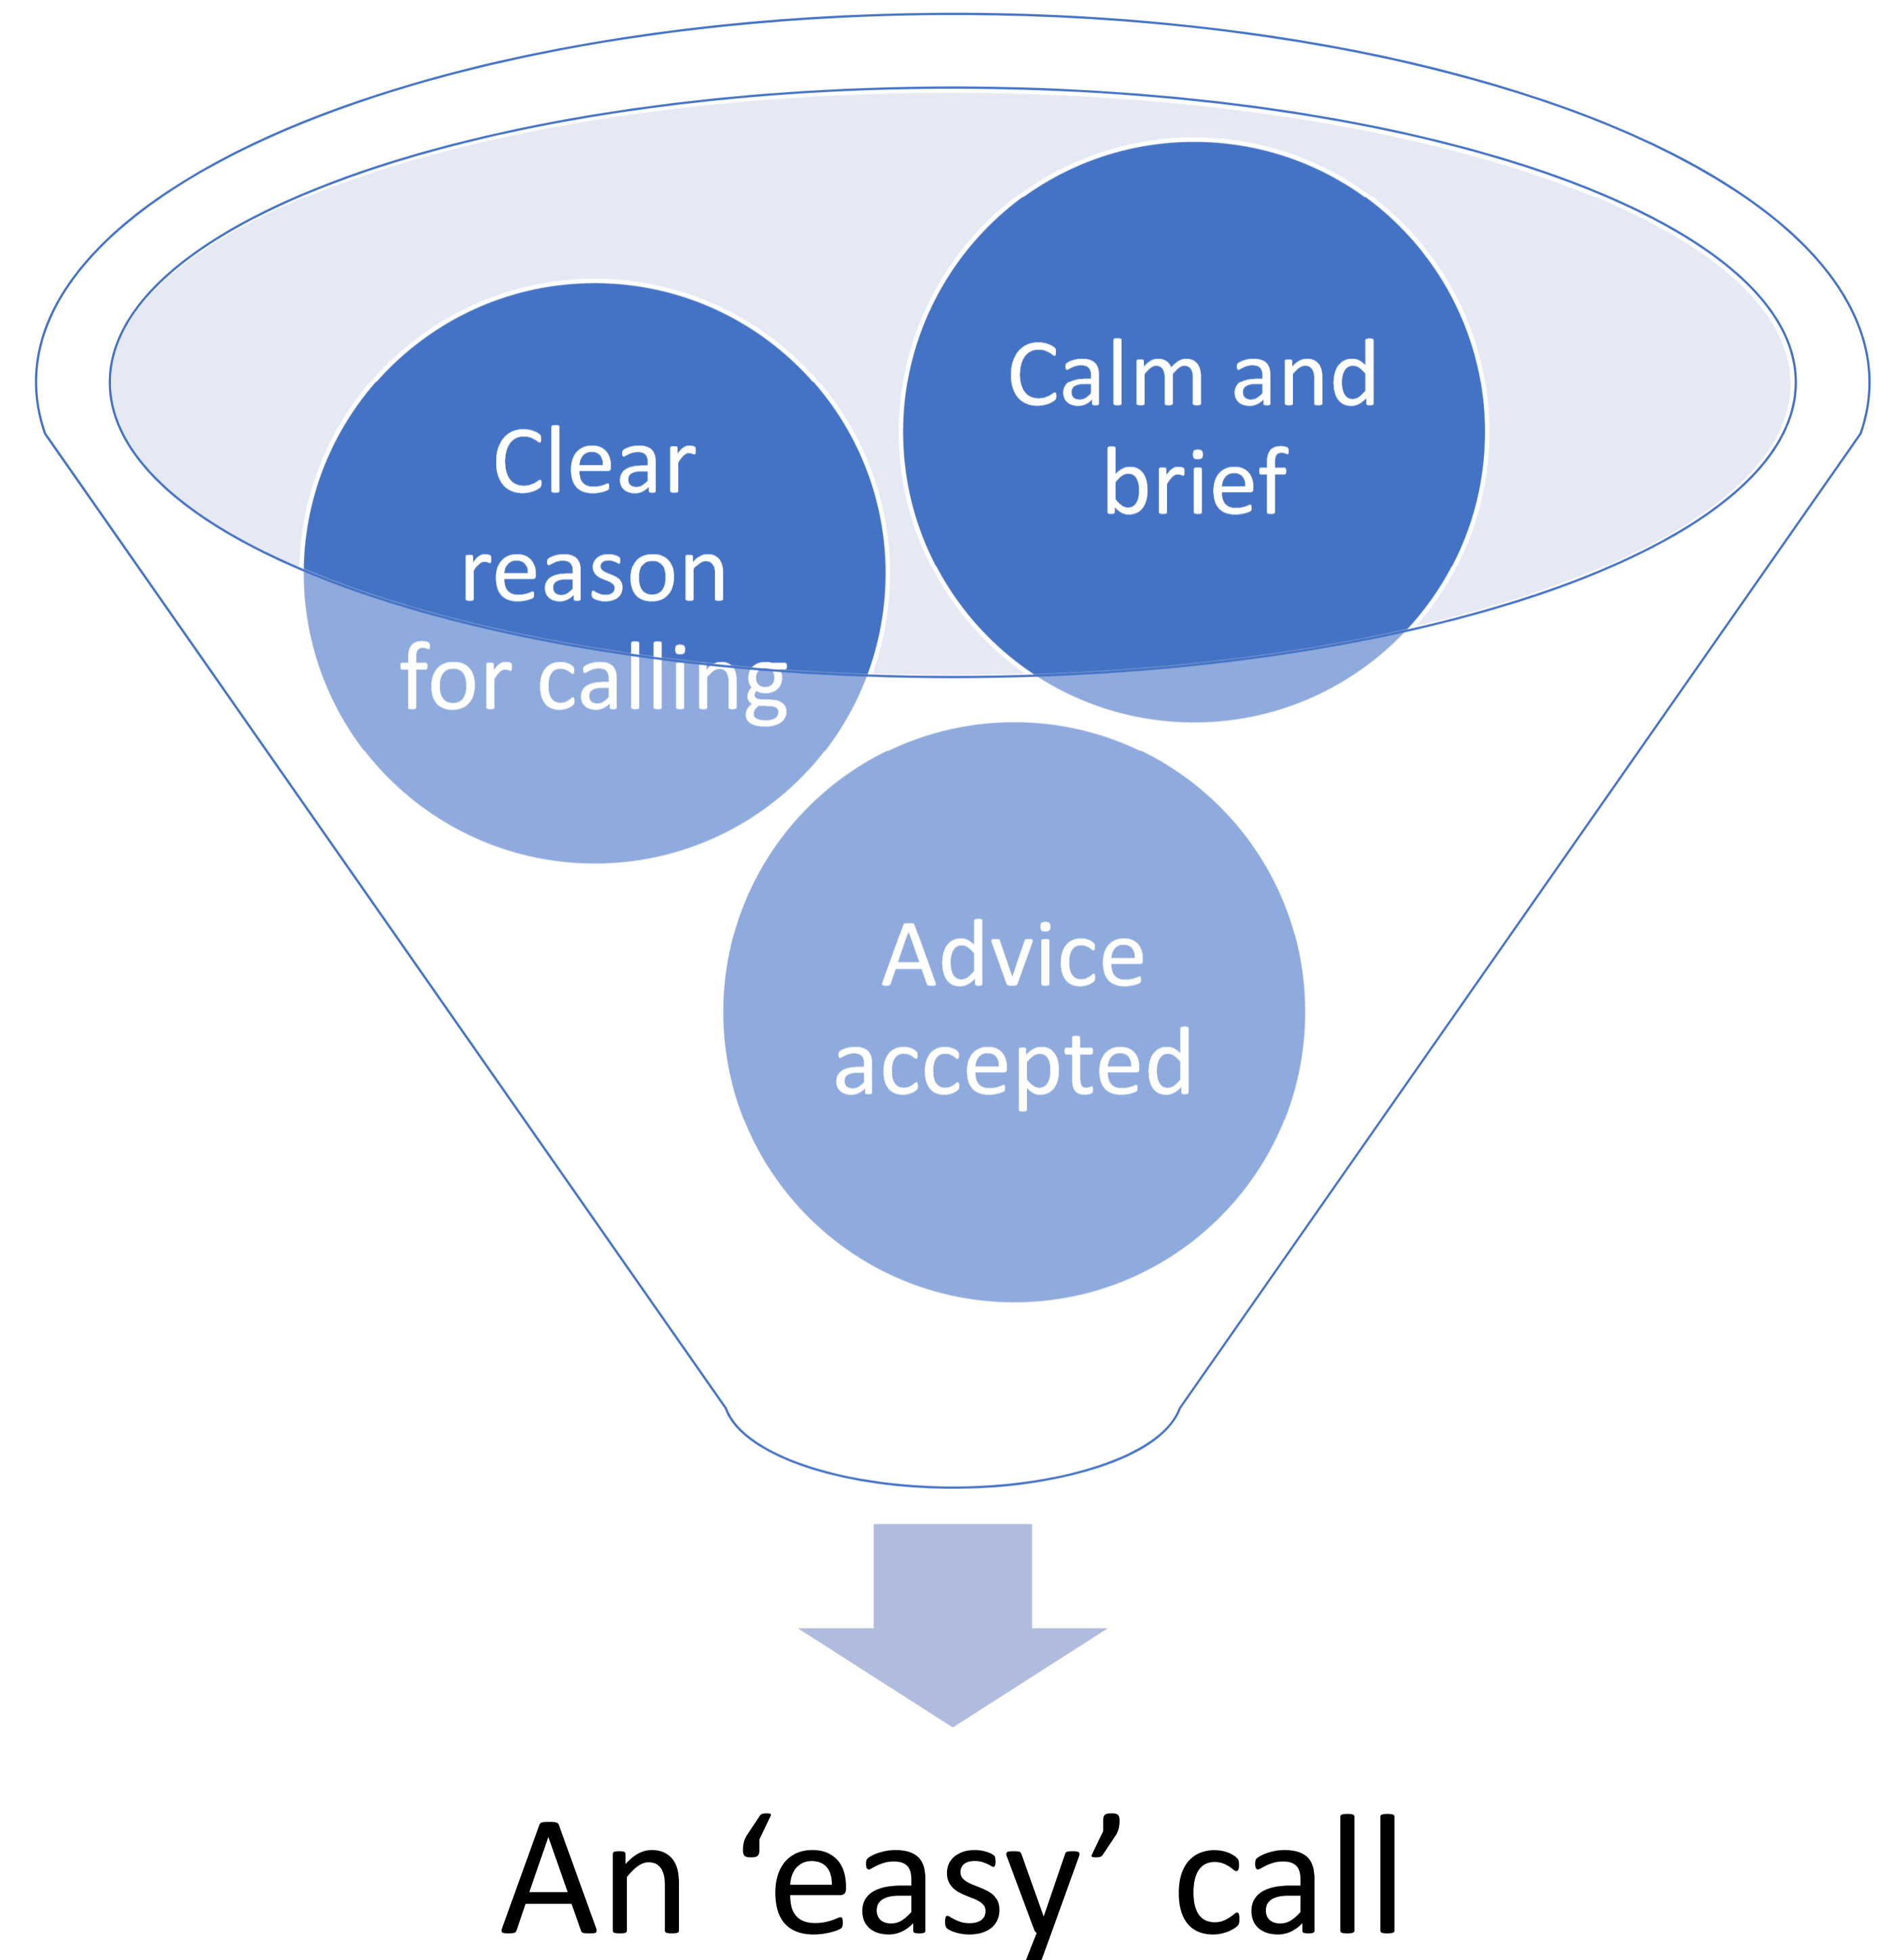 Clear
reason
for calling
Calm and
brief
Advice
accepted
An ‘easy’ call